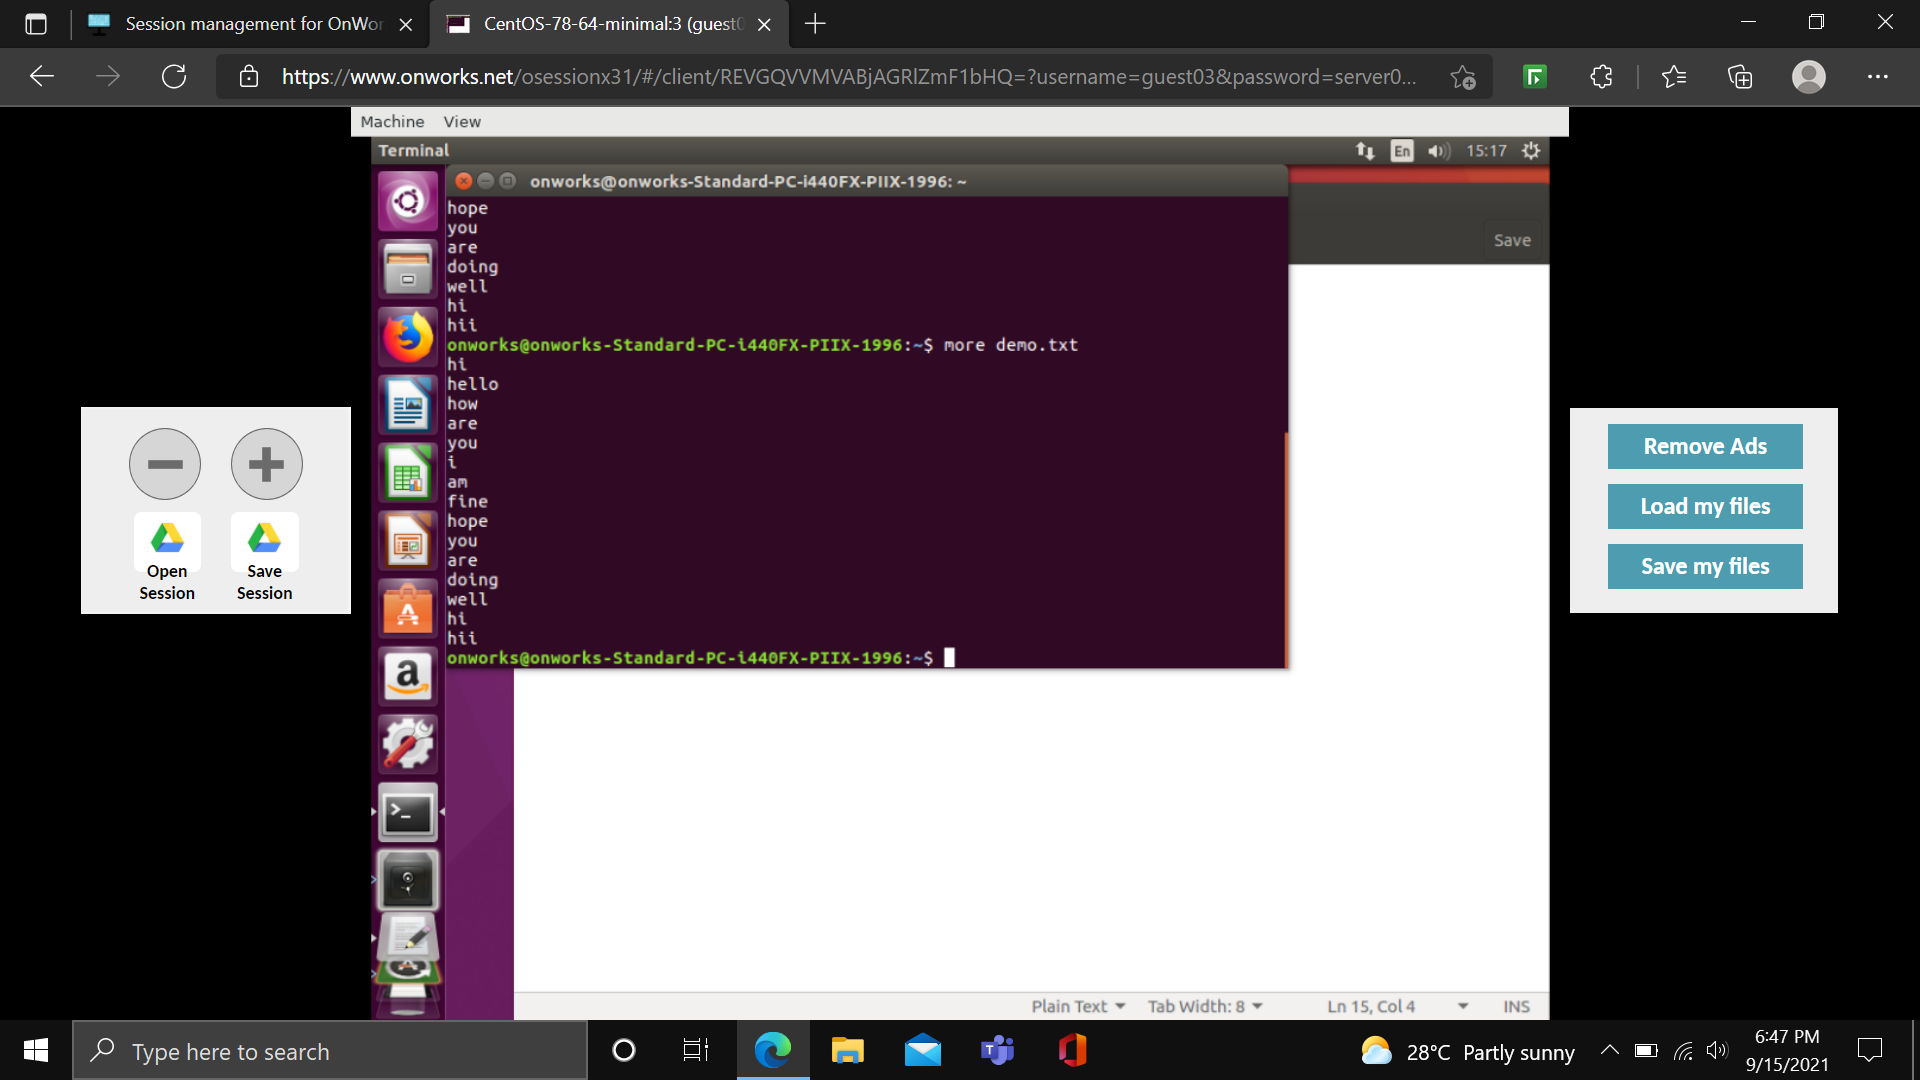 Session management for OnWor
CentOS-78-64-minimal:3 (guest0
https://www.onworks.net/osessionx31/#/client/REVGQVVMVABjAGRlZmF1bHQ=?username=guest03&password=server0...
Machine View
Terminal
En
15:17
onworks@onworks-Standard-PC-i440FX-PIIX-1996: ~
Save
hope
you
are
doing
well
hi
hii
onworks@onworks-Standard-PC-i440FX-PIIX-1996:~$ more demo.txt
hi
hello
how
are
you
i
am
fine
hope
you
are
doing
well
hi
hii
onworks@onworks-Standard-PC-i440FX-PIIX-1996:~$
Open Session
Save Session
Remove Ads
Load my files
Save my files
Plain Text
Tab Width: 8
Ln 15, Col 4
INS
Type here to search
28°C Partly sunny
6:47 PM
9/15/2021